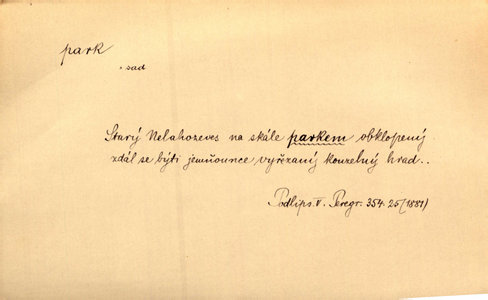 park
. sad
Starý Nelahozeves na skále parkem obklopený
zdál se býti jemňounce, vyřezaný kouzelný hrad..
Podlips. V. Peregr. 354.25 (1881)